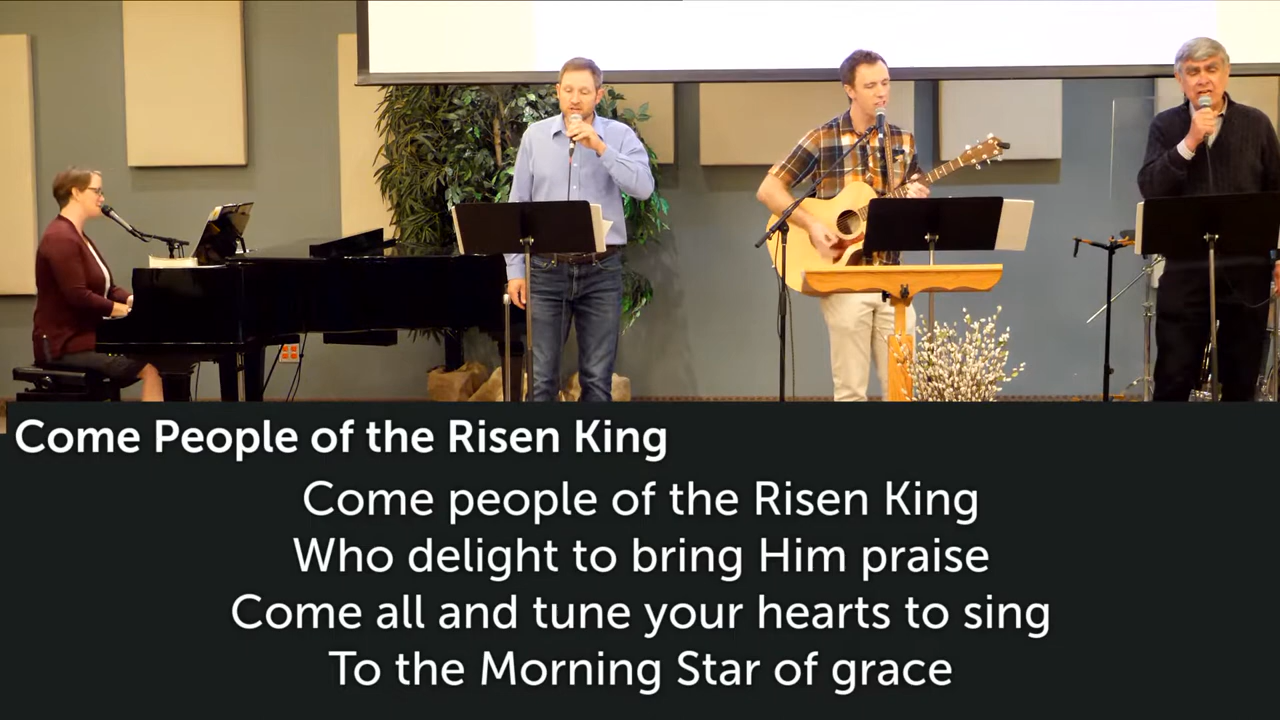 Come People of the Risen King
Come people of the Risen King
Who delight to bring Him praise
Come all and tune your hearts to sing
To the Morning Star of grace